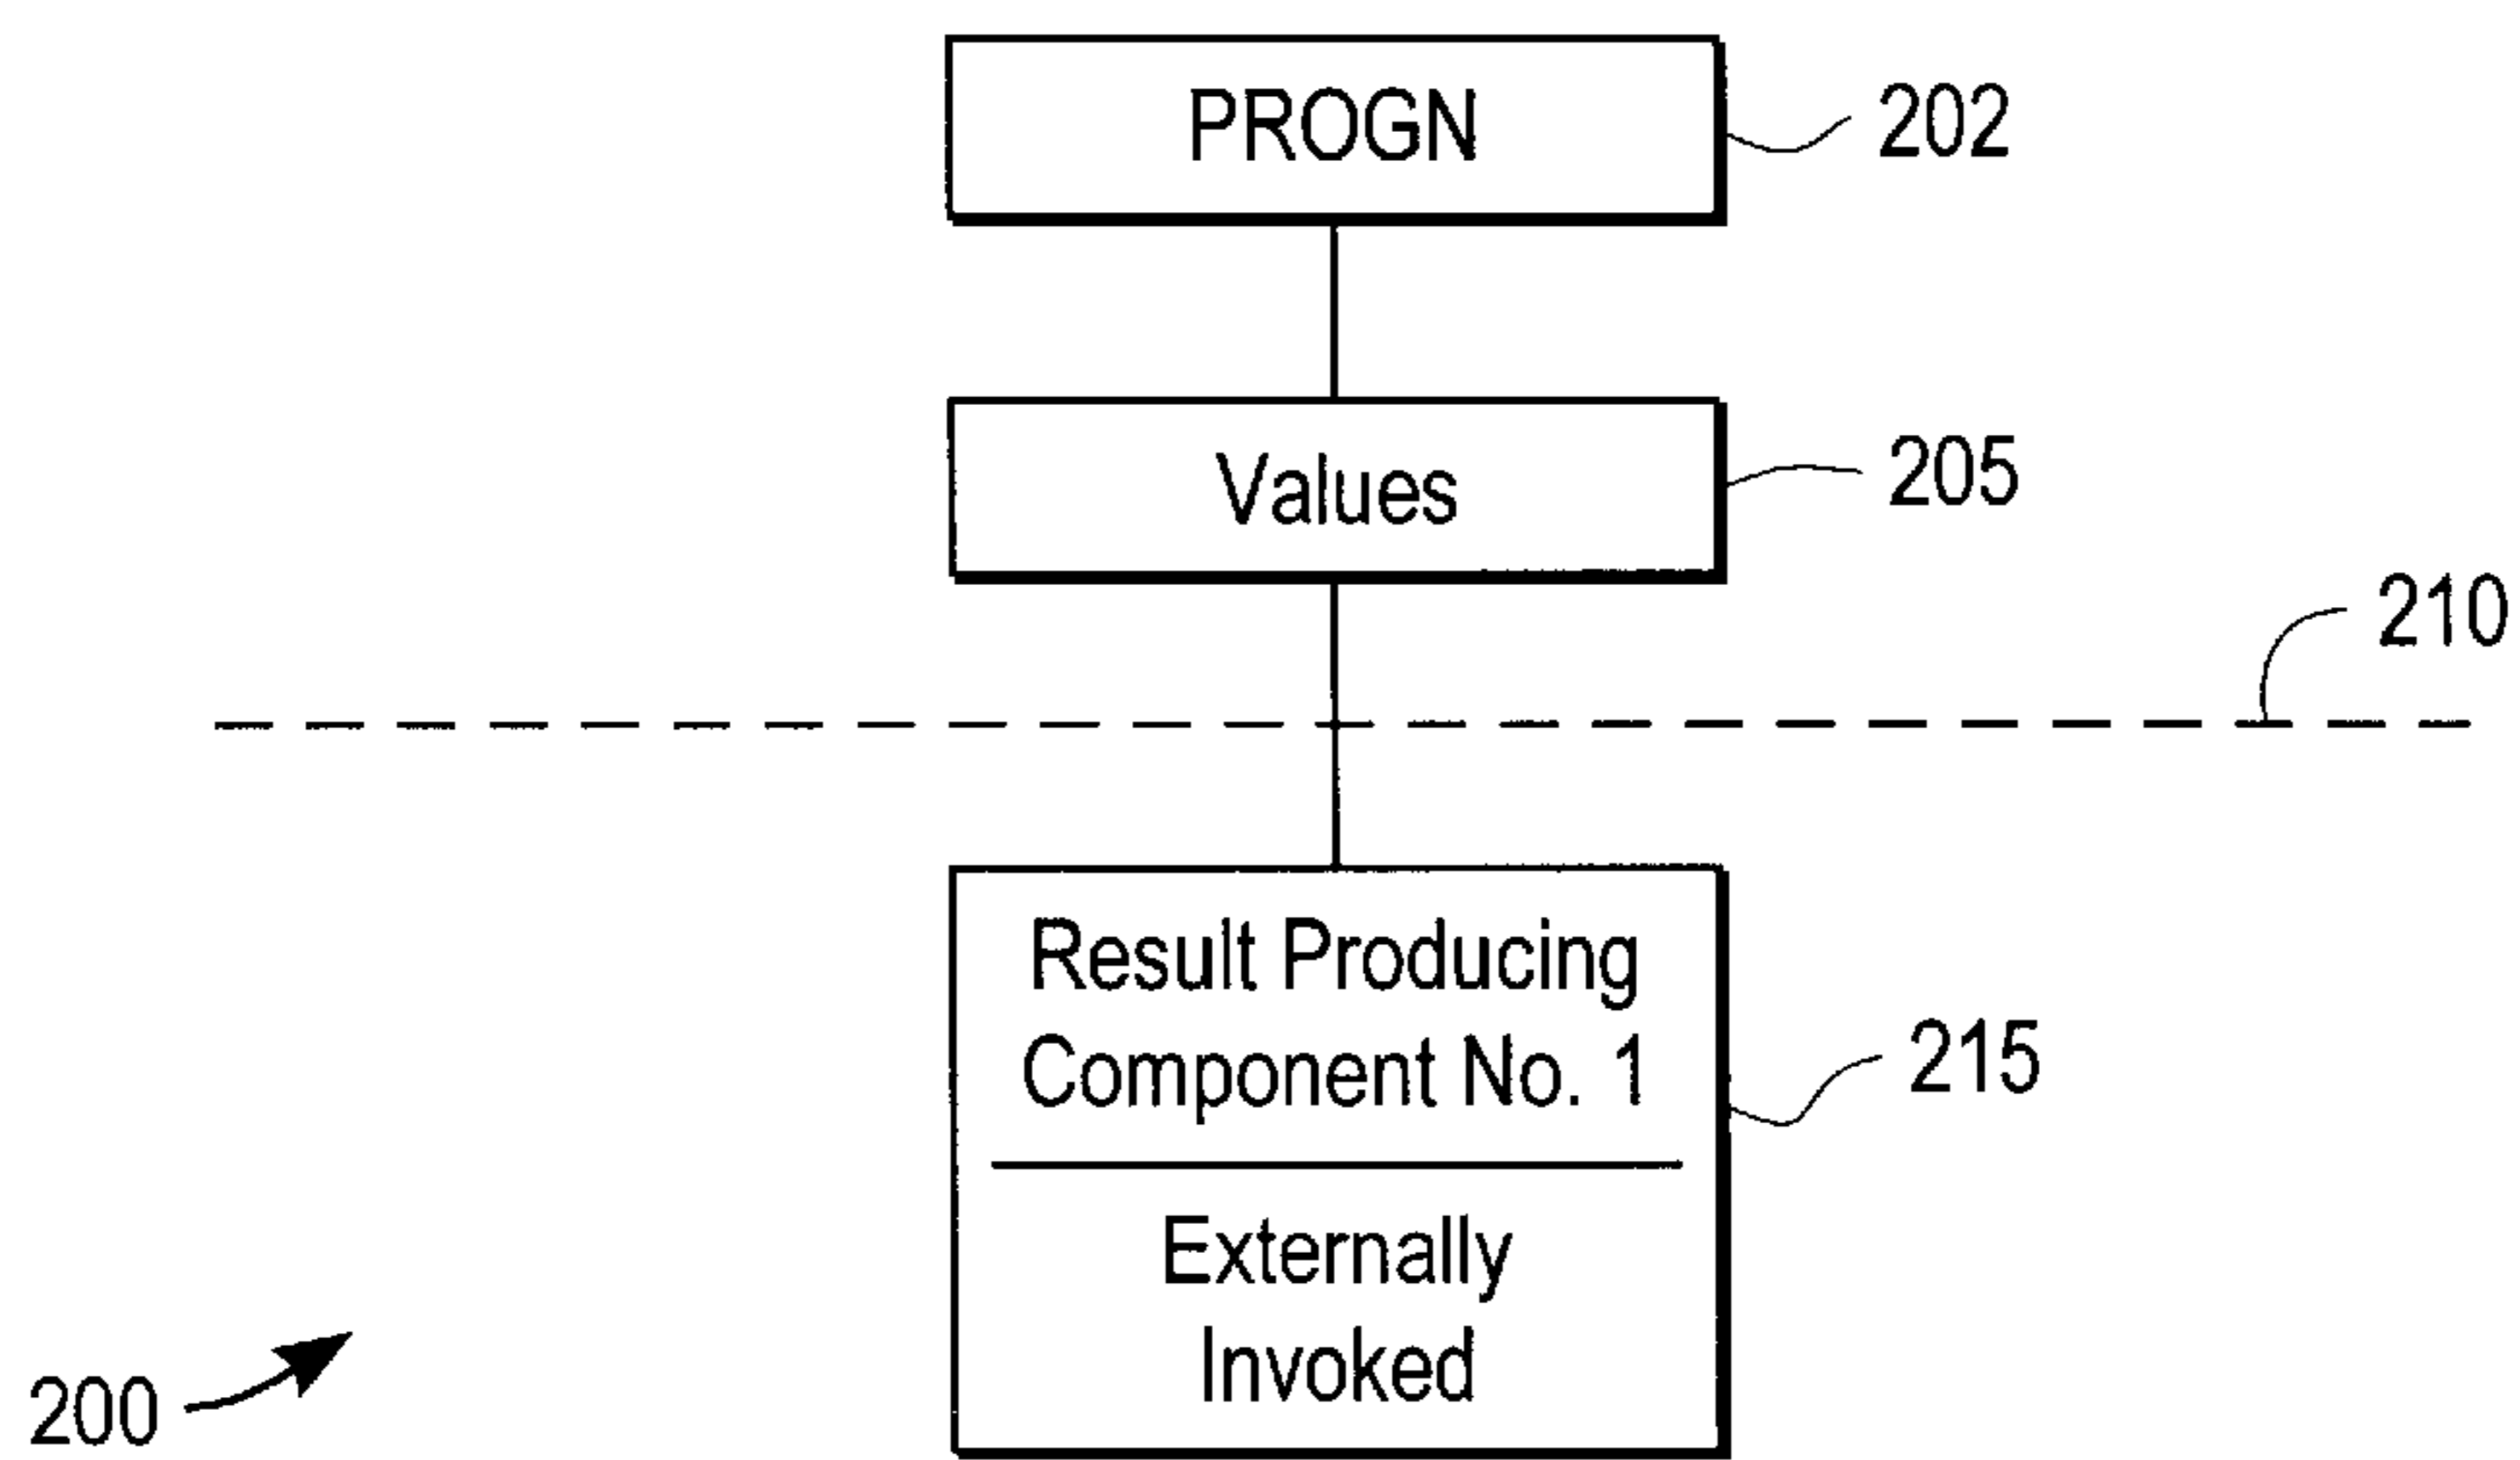 PROGN
202
Values
205
210
Result Producing
Component No. 1
215
Externally
Invoked
200